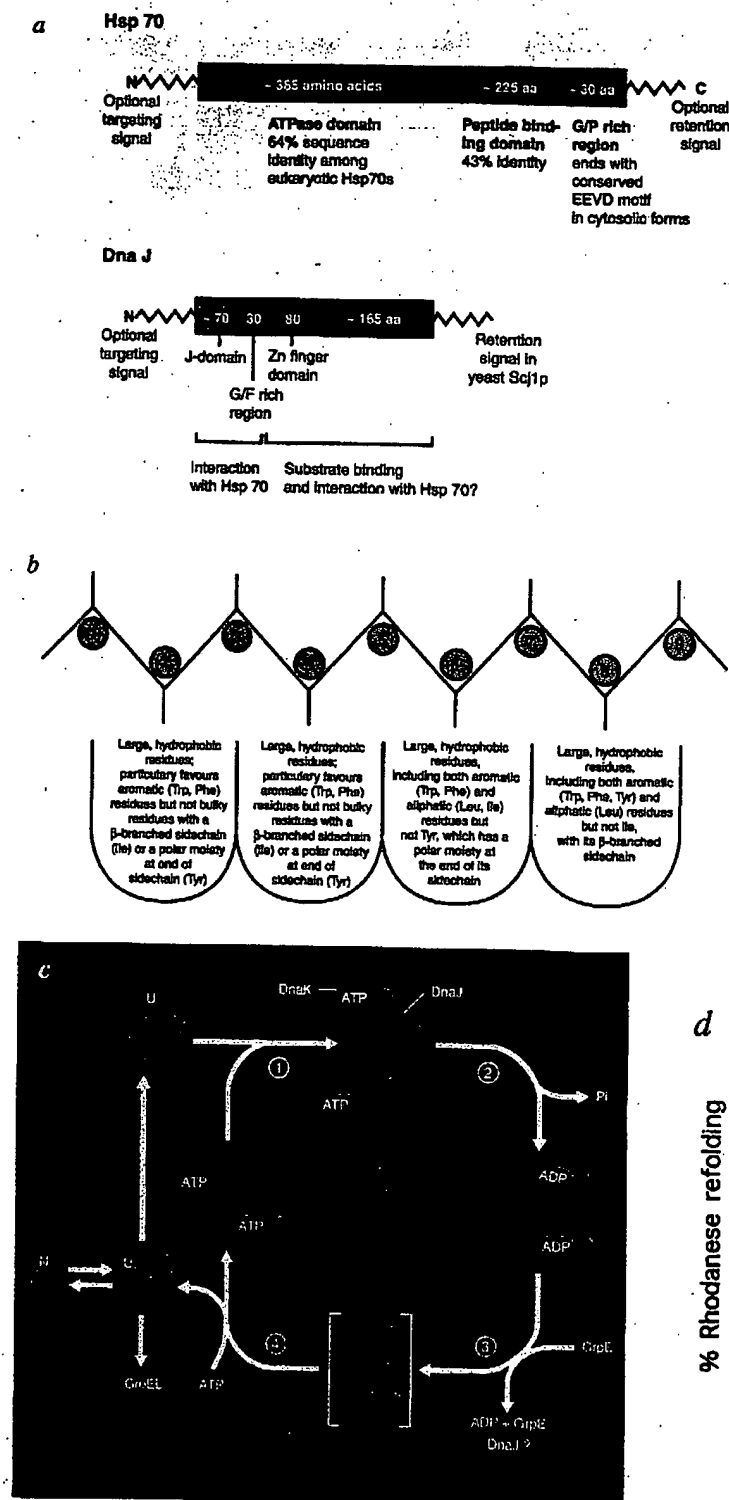 a
Hsp 70
N
~ 385 amino acids
~ 225 aa
~ 30 aa
C
Optional
targeting
signal
ATPase domain
64% sequence
identity among
eukaryotic Hsp70s
Peptide bind-
ing domain
43% identity
G/P rich
region
ends with
conserved
EEVD motif
in cytosolic forms
Optional
retention
signal
Dna J
N
~ 70
30
80
~ 165 aa
Optional
targeting
signal
J-domain
G/F rich
region
Zn finger
domain
Retention
signal in
yeast Scj1p
Interaction
with Hsp 70
Substrate binding
and interaction with Hsp 70?
b
Large, hydrophobic
residues;
particulary favours
aromatic (Trp, Phe)
residues but not bulky
residues with a
β-branched sidechain
(Ile) or a polar moiety
at end of
sidechain (Tyr)
Large, hydrophobic
residues;
particulary favours
aromatic (Trp, Phe)
residues but not bulky
residues with a
β-branched sidechain
(Ile) or a polar moiety
at end of
sidechain (Tyr)
Large, hydrophobic
residues,
including both aromatic
(Trp, Phe) and
aliphatic (Leu, Ile)
residues but
not Tyr, which has a
polar moiety at
the end of its
sidechain
Large, hydrophobic
residues,
including both aromatic
(Trp, Phe, Tyr) and
aliphatic (Leu) residues
but not Ile,
with its β-branched
sidechain
c
U
DnaK
ATP
DnaJ
1
2
ATP
Pi
ATP
ADP
ATP
ADP
N
U
4
3
GrpE
GroEL
ATP
ADP + GrpE
DnaJ ?
d
% Rhodanese refolding